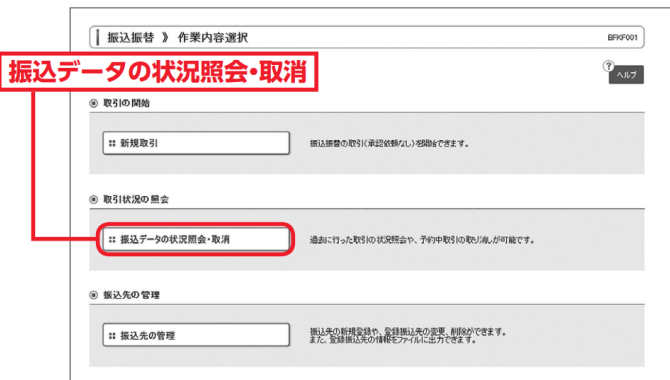 振込振替 》 作業内容選択
BFKF001
振込データの状況照会・取消
? ヘルプ
取引の開始
新規取引
振込振替の取引(承認依頼なし)を開始できます。
取引状況の照会
振込データの状況照会・取消
過去に行った取引の状況照会や、予約中取引の取り消しが可能です。
振込先の管理
振込先の管理
振込先の新規登録や、登録振込先の変更、削除ができます。
また、登録振込先の情報をファイルに出力できます。